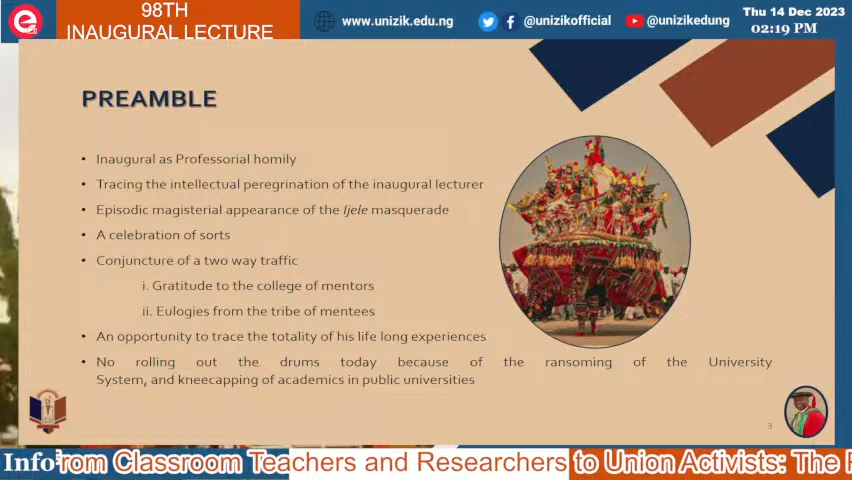 98TH
INAUGURAL LECTURE
www.unizik.edu.ng
@unizikofficial
@unizikedung
Thu 14 Dec 2023
02:19 PM
PREAMBLE
• Inaugural as Professorial homily
• Tracing the intellectual peregrination of the inaugural lecturer
• Episodic magisterial appearance of the Ijele masquerade
• A celebration of sorts
• Conjuncture of a two way traffic
i. Gratitude to the college of mentors
ii. Eulogies from the tribe of mentees
• An opportunity to trace the totality of his life long experiences
• No rolling out the drums today because of the ransoming of the University
System, and kneecapping of academics in public universities
3
Info
rom Classroom Teachers and Researchers to Union Activists: The